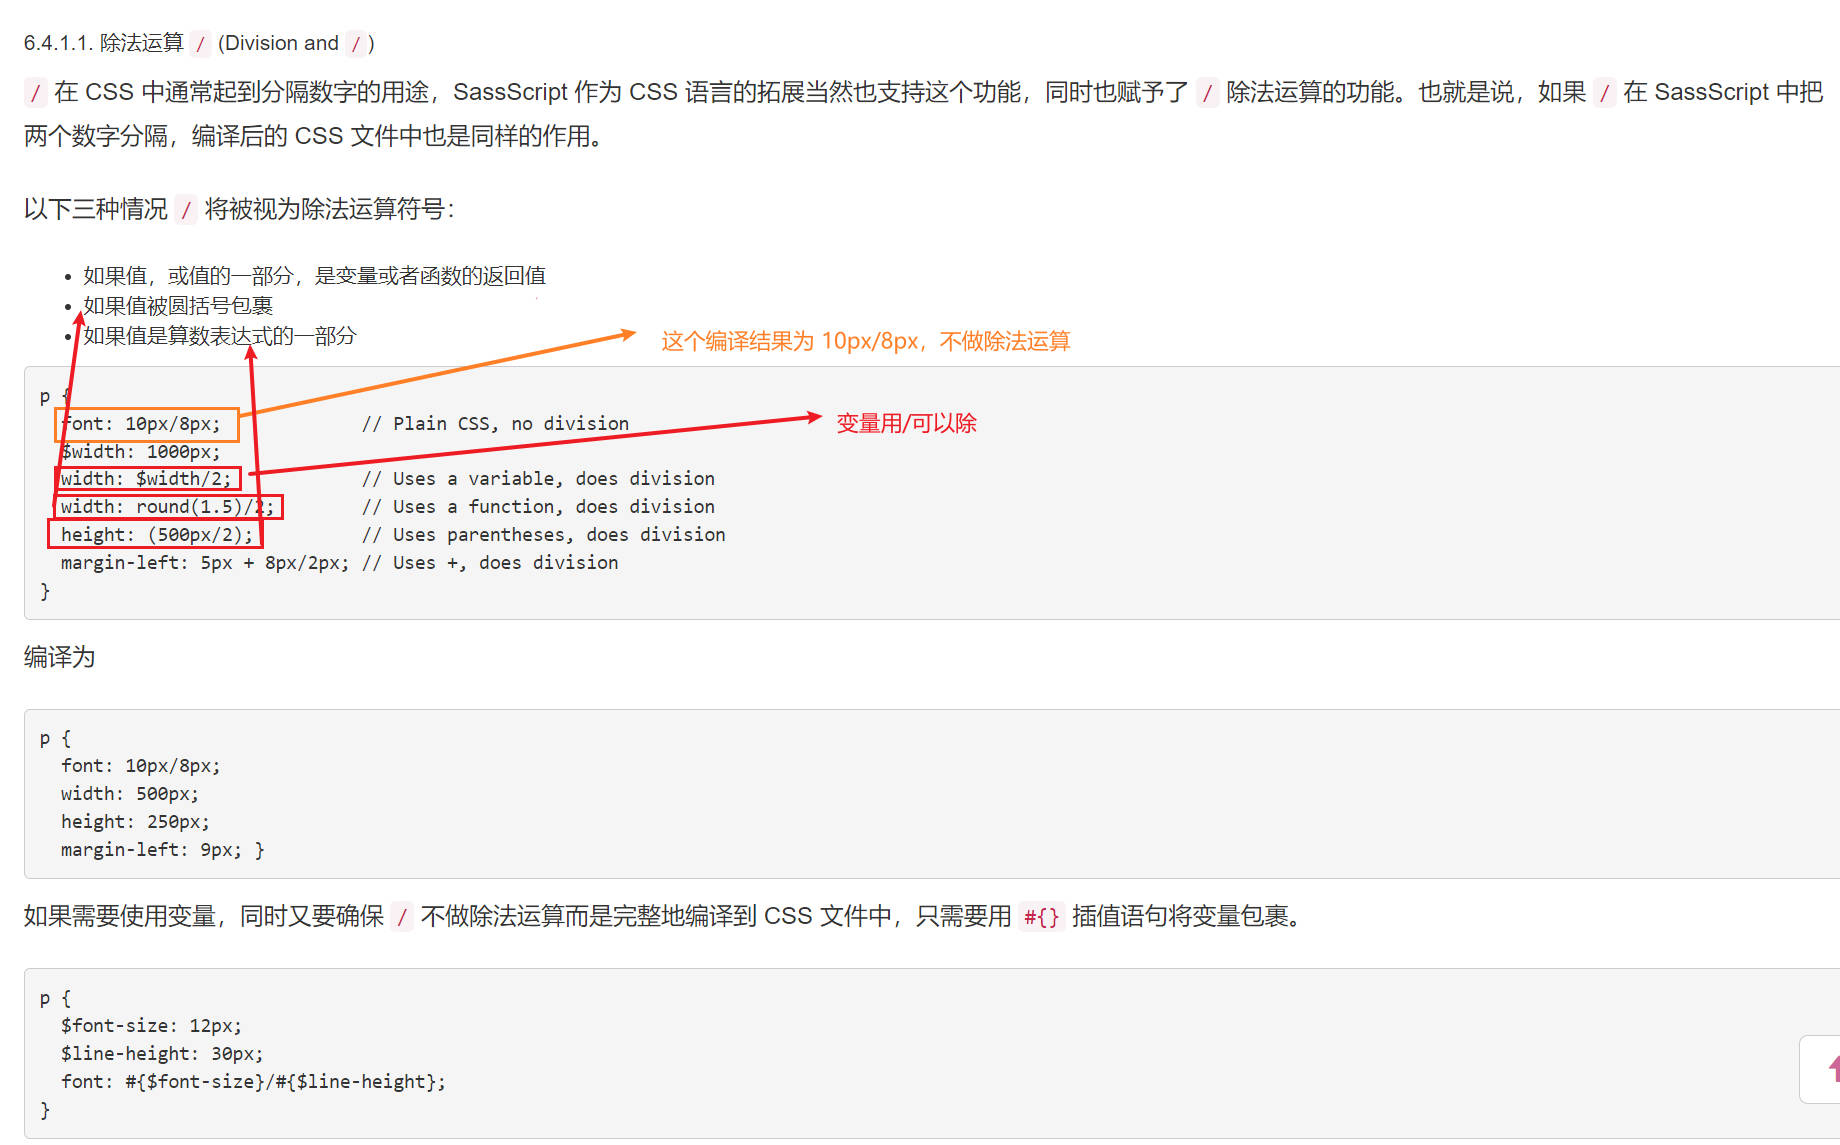 6.4.1.1. 除法运算 / (Division and / )
/ 在 CSS 中通常起到分隔数字的用途，SassScript 作为 CSS 语言的拓展当然也支持这个功能，同时也赋予了 / 除法运算的功能。也就是说，如果 / 在 SassScript 中把
两个数字分隔，编译后的 CSS 文件中也是同样的作用。
以下三种情况 / 将被视为除法运算符号：
• 如果值，或值的一部分，是变量或者函数的返回值
• 如果值被圆括号包裹
• 如果值是算数表达式的一部分
这个编译结果为 10px/8px，不做除法运算
p {
font: 10px/8px; // Plain CSS, no division
变量用/可以除
$width: 1000px;
width: $width/2; // Uses a variable, does division
width: round(1.5)/2; // Uses a function, does division
height: (500px/2); // Uses parentheses, does division
margin-left: 5px + 8px/2px; // Uses +, does division
}
编译为
p {
font: 10px/8px;
width: 500px;
height: 250px;
margin-left: 9px; }
如果需要使用变量，同时又要确保 / 不做除法运算而是完整地编译到 CSS 文件中，只需要用 #{} 插值语句将变量包裹。
p {
$font-size: 12px;
$line-height: 30px;
font: #{$font-size}/#{$line-height};
}